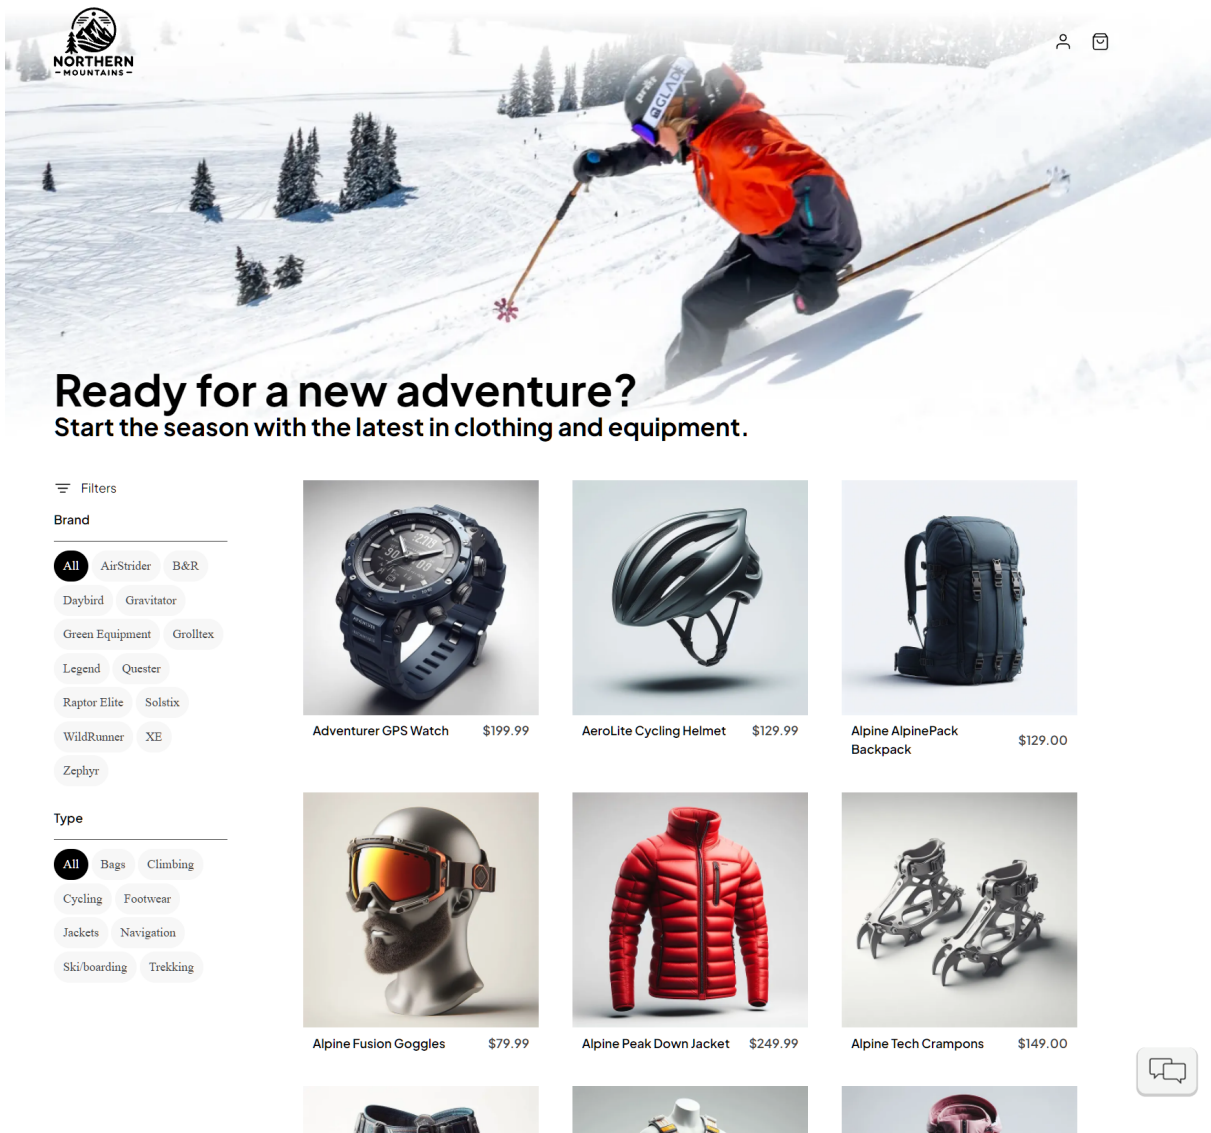 NORTHERN
MOUNTAINS
GLADE
Ready for a new adventure?
Start the season with the latest in clothing and equipment.
Filters
Brand
All AirStrider B&R
Daybird Gravitator
Green Equipment Grolltex
Legend Quester
Raptor Elite Solstix
WildRunner XE
Zephyr
Type
All Bags Climbing
Cycling Footwear
Jackets Navigation
Ski/boarding Trekking
Adventurer GPS Watch $199.99
AeroLite Cycling Helmet $129.99
Alpine AlpinePack
Backpack
$129.00
Alpine Fusion Goggles $79.99
Alpine Peak Down Jacket $249.99
Alpine Tech Crampons $149.00